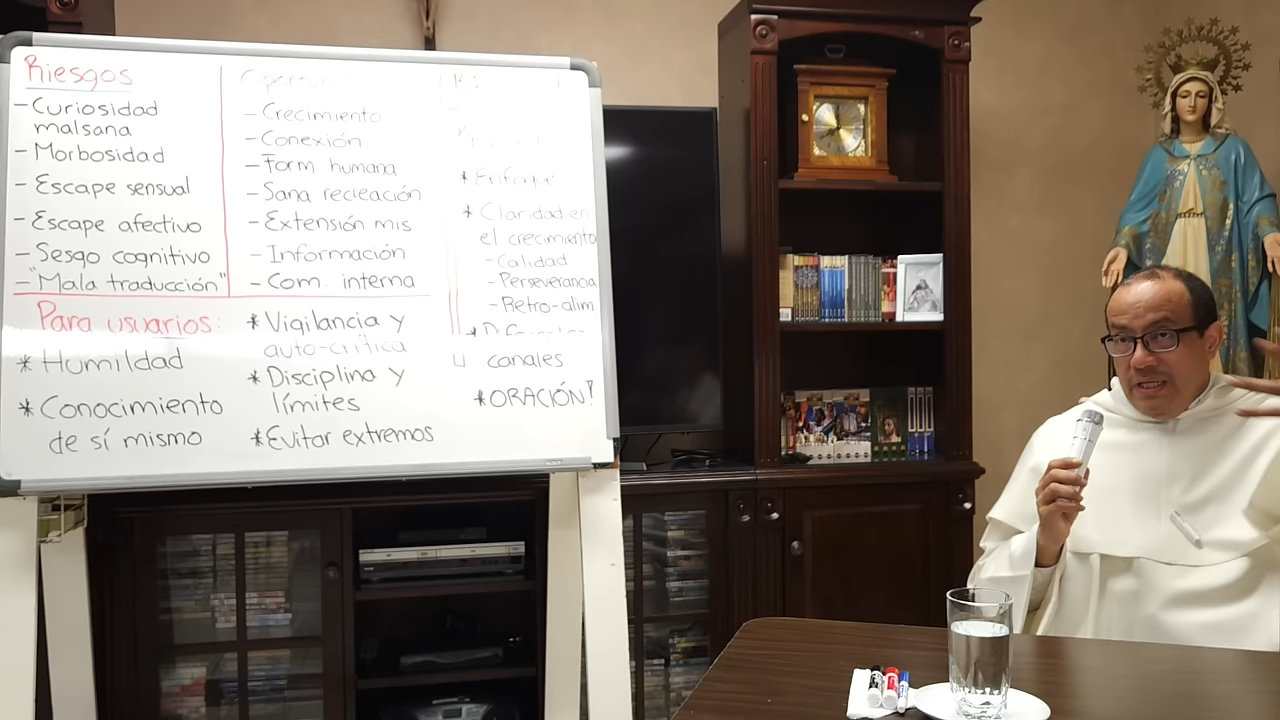 Riesgos
- Curiosidad
malsana
- Morbosidad
- Escape sensual
- Escape afectivo
- Sesgo cognitivo
- "Mala traducción"
- Crecimiento
- Conexión
- Form humana
- Sana recreación
- Extensión mis
- Información
- Com. interna
* Enfoque
* Claridad en
el crecimiento
- Calidad
- Perseverancia
- Retro-alim
canales
* ORACIÓN!
Para usuarios:
* Humildad
* Conocimiento
de sí mismo
* Vigilancia y
auto-crítica
* Disciplina y
límites
* Evitar extremos